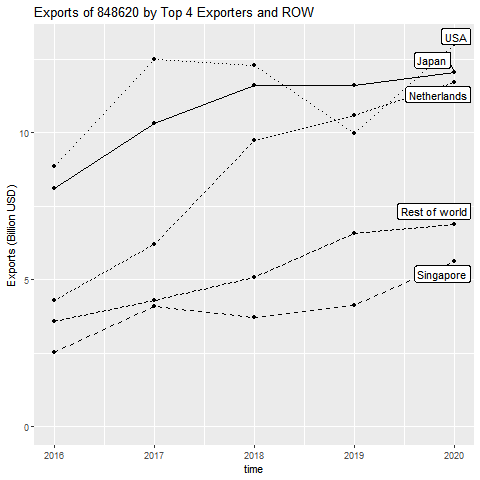 Exports of 848620 by Top 4 Exporters and ROW
USA
Japan
Netherlands
10
Rest of world
Exports (Billion USD)
5
Singapore
0
2016 2017 2018 2019 2020
time